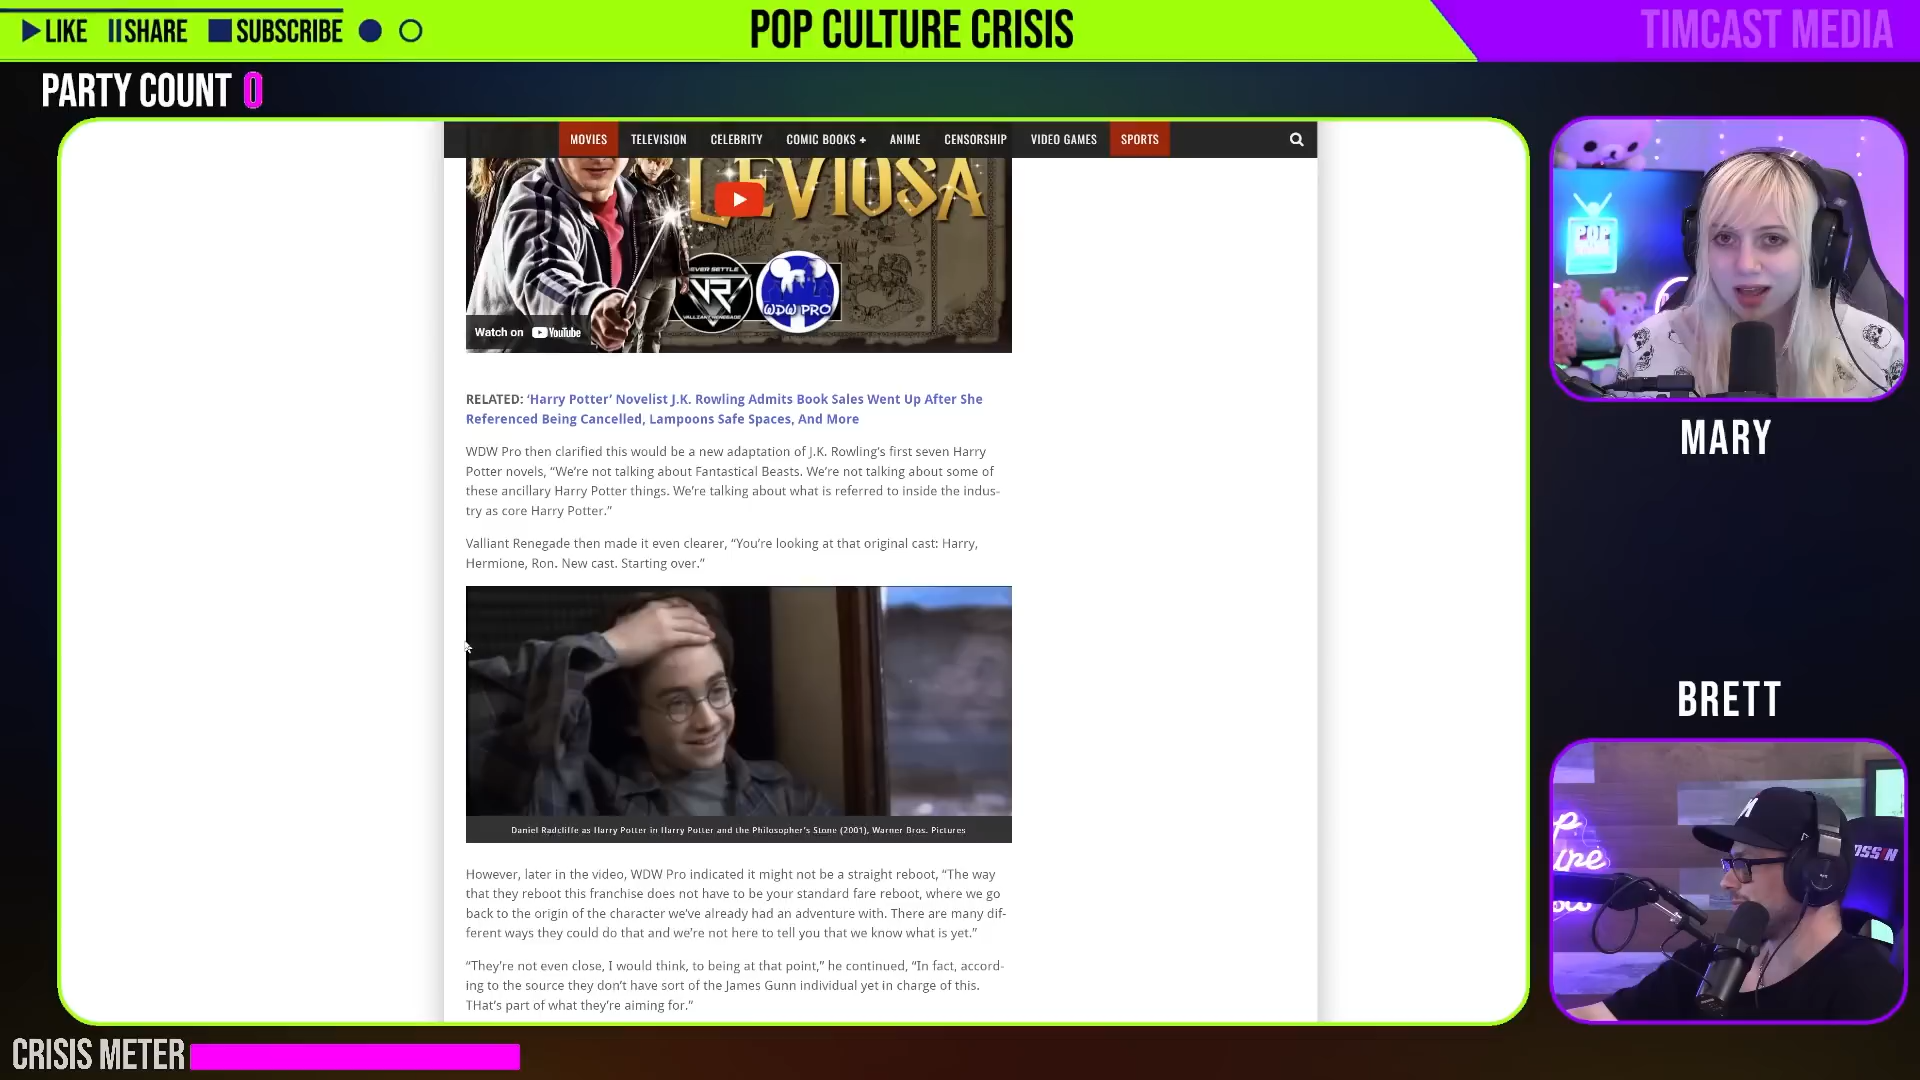 LIKE SHARE SUBSCRIBE
POP CULTURE CRISIS
TIMCAST MEDIA
PARTY COUNT 0
MOVIES TELEVISION CELEBRITY COMIC BOOKS + ANIME CENSORSHIP VIDEO GAMES SPORTS
LEVIOSA
EVER SETTLE
VR
VALLIANT RENEGADE
WDW PRO
Watch on YouTube
RELATED: ‘Harry Potter’ Novelist J.K. Rowling Admits Book Sales Went Up After She
Referenced Being Cancelled, Lampoons Safe Spaces, And More
WDW Pro then clarified this would be a new adaptation of J.K. Rowling’s first seven Harry
Potter novels, “We’re not talking about Fantastical Beasts. We’re not talking about some of
these ancillary Harry Potter things. We’re talking about what is referred to inside the indus-
try as core Harry Potter.”
Valliant Renegade then made it even clearer, “You’re looking at that original cast: Harry,
Hermione, Ron. New cast. Starting over.”
Daniel Radcliffe as Harry Potter in Harry Potter and the Philosopher's Stone (2001), Warner Bros. Pictures
However, later in the video, WDW Pro indicated it might not be a straight reboot, “The way
that they reboot this franchise does not have to be your standard fare reboot, where we go
back to the origin of the character we’ve already had an adventure with. There are many dif-
ferent ways they could do that and we’re not here to tell you that we know what is yet.”
“They’re not even close, I would think, to being at that point,” he continued, “In fact, accord-
ing to the source they don’t have sort of the James Gunn individual yet in charge of this.
THat’s part of what they’re aiming for.”
POP
MARY
BRETT
CRISIS METER